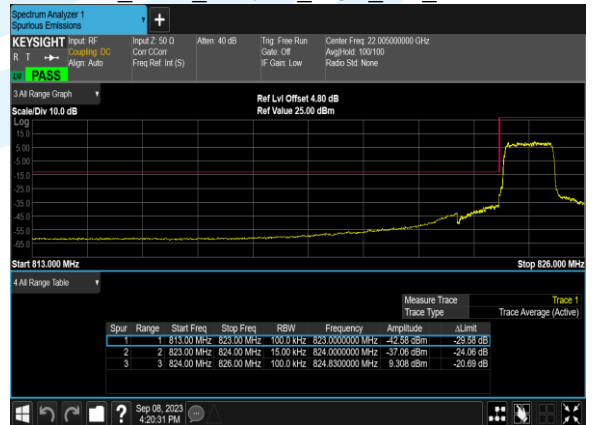 Spectrum Analyzer 1
Spurious Emissions
+
KEYSIGHT Input: RF Input Z: 50 Ω Atten: 40 dB Trig: Free Run Center Freq: 22.005000000 GHz
R T Coupling: DC Corr CCorr Gate: Off Avg|Hold: 100/100
Align: Auto Freq Ref: Int (S) IF Gain: Low Radio Std: None
LV PASS
3 All Range Graph
Ref Lvl Offset 4.80 dB
Scale/Div 10.0 dB Ref Value 25.00 dBm
Log
15.0
5.00
-5.00
-15.0
-25.0
-35.0
-45.0
-55.0
-65.0
Start 813.000 MHz Stop 826.000 MHz
4 All Range Table
Measure Trace Trace 1
Trace Type Trace Average (Active)
Spur Range Start Freq Stop Freq RBW Frequency Amplitude ΔLimit
1 1 813.00 MHz 823.00 MHz 100.0 kHz 823.0000000 MHz -42.58 dBm -29.58 dB
2 2 823.00 MHz 824.00 MHz 15.00 kHz 824.0000000 MHz -37.06 dBm -24.06 dB
3 3 824.00 MHz 826.00 MHz 100.0 kHz 824.8300000 MHz 9.308 dBm -20.69 dB
? Sep 08, 2023
4:20:31 PM